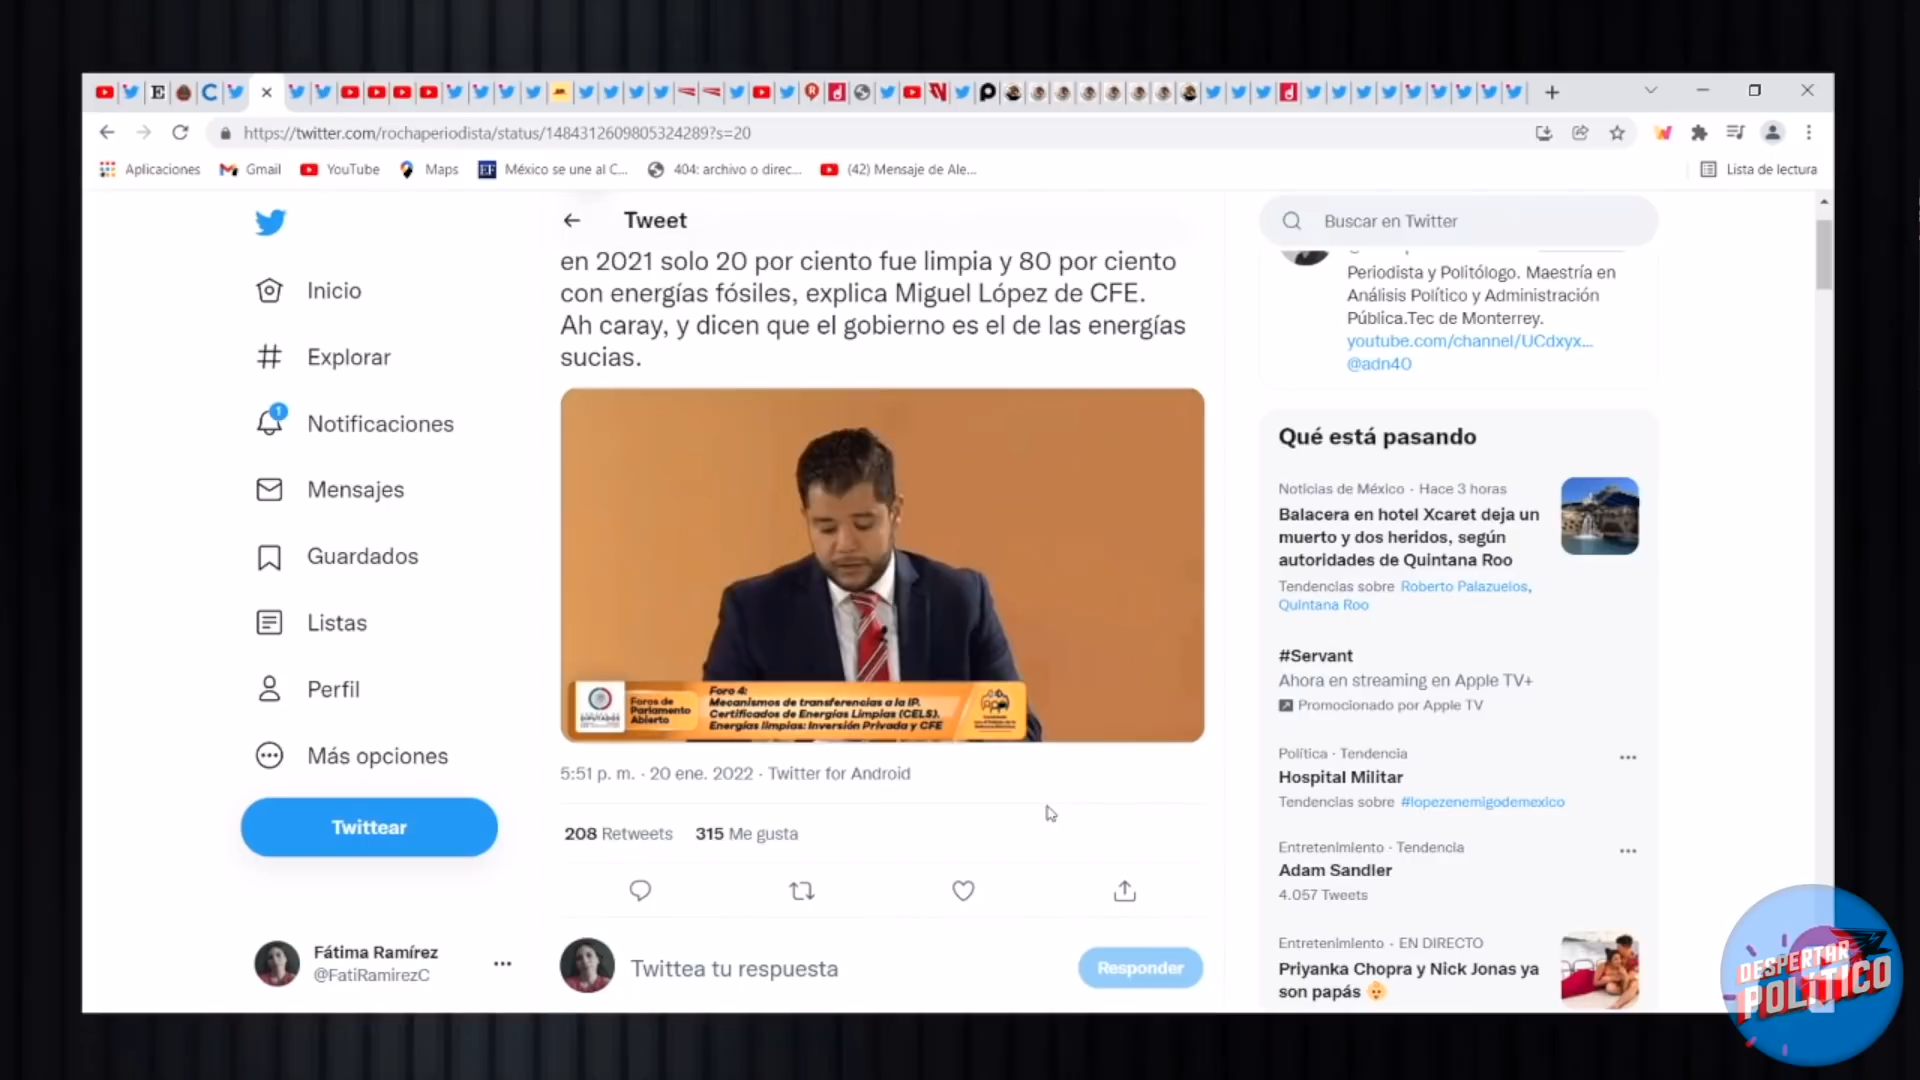 https://twitter.com/rochaperiodista/status/1484312609805324289?s=20
Aplicaciones
Gmail
YouTube
Maps
EF
México se une al C...
404: archivo o direc...
(42) Mensaje de Ale...
Lista de lectura
Inicio
Explorar
1
Notificaciones
Mensajes
Guardados
Listas
Perfil
Más opciones
Twittear
Fátima Ramírez
@FatiRamirezC
Tweet
en 2021 solo 20 por ciento fue limpia y 80 por ciento
con energías fósiles, explica Miguel López de CFE.
Ah caray, y dicen que el gobierno es el de las energías
sucias.
Foros de
Parlamento
Abierto
Foro 4:
Mecanismos de transferencias a la IP.
Certificados de Energías Limpias (CELS).
Energías limpias: Inversión Privada y CFE
5:51 p. m. · 20 ene. 2022 · Twitter for Android
208 Retweets 315 Me gusta
Twittea tu respuesta
Responder
Buscar en Twitter
Periodista y Politólogo. Maestría en
Análisis Político y Administración
Pública.Tec de Monterrey.
youtube.com/channel/UCdxyx...
@adn40
Qué está pasando
Noticias de México · Hace 3 horas
Balacera en hotel Xcaret deja un
muerto y dos heridos, según
autoridades de Quintana Roo
Tendencias sobre Roberto Palazuelos,
Quintana Roo
#Servant
Ahora en streaming en Apple TV+
Promocionado por Apple TV
Política · Tendencia
Hospital Militar
Tendencias sobre #lopezenemigodemexico
Entretenimiento · Tendencia
Adam Sandler
4.057 Tweets
Entretenimiento · EN DIRECTO
Priyanka Chopra y Nick Jonas ya
son papás
DESPERTAR
POLÍTICO